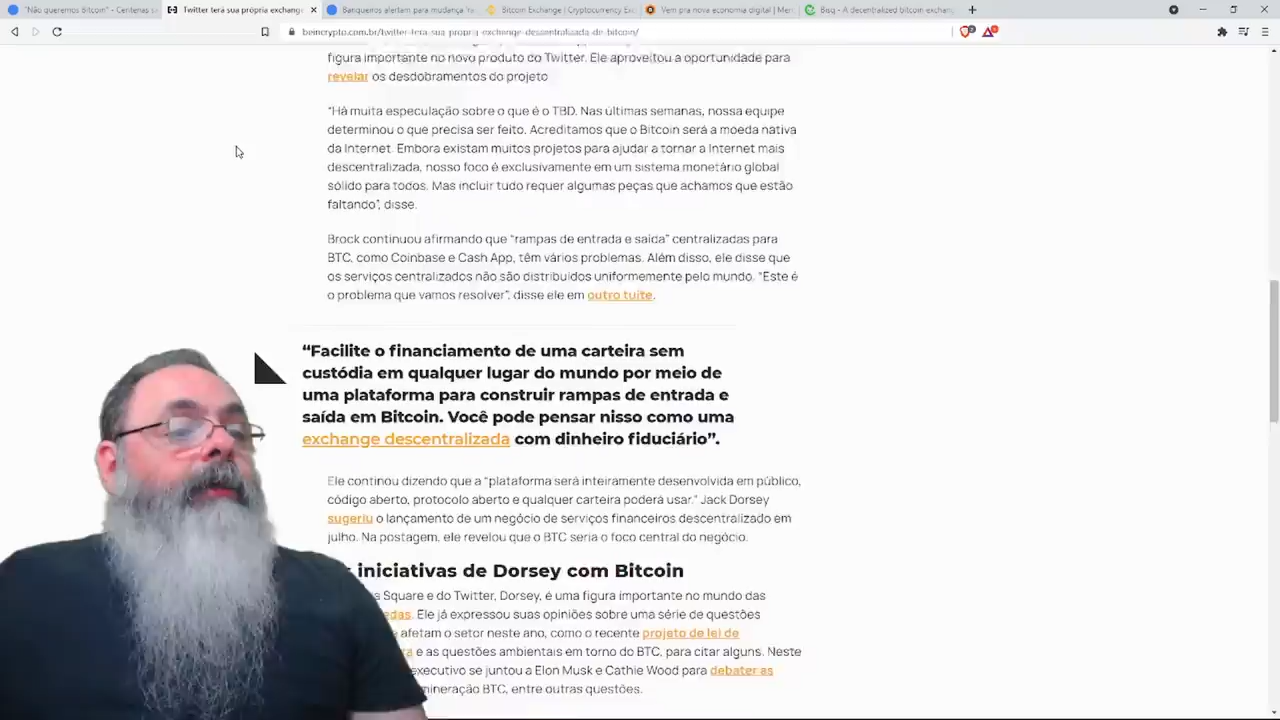 "Não queremos Bitcoin" - Centenas sa
Twitter terá sua própria exchange
Banqueiros alertam para mudança 'ra
Bitcoin Exchange | Cryptocurrency Exc
Vem pra nova economia digital | Merc
Bisq - A decentralized bitcoin exchang
beincrypto.com.br/twitter-tera-sua-propria-exchange-descentralizada-de-bitcoin/
figura importante no novo produto do Twitter. Ele aproveitou a oportunidade para
revelar os desdobramentos do projeto
“Há muita especulação sobre o que é o TBD. Nas últimas semanas, nossa equipe
determinou o que precisa ser feito. Acreditamos que o Bitcoin será a moeda nativa
da Internet. Embora existam muitos projetos para ajudar a tornar a Internet mais
descentralizada, nosso foco é exclusivamente em um sistema monetário global
sólido para todos. Mas incluir tudo requer algumas peças que achamos que estão
faltando”, disse.
Brock continuou afirmando que “rampas de entrada e saída” centralizadas para
BTC, como Coinbase e Cash App, têm vários problemas. Além disso, ele disse que
os serviços centralizados não são distribuídos uniformemente pelo mundo. “Este é
o problema que vamos resolver”, disse ele em outro tuíte.
“Facilite o financiamento de uma carteira sem
custódia em qualquer lugar do mundo por meio de
uma plataforma para construir rampas de entrada e
saída em Bitcoin. Você pode pensar nisso como uma
exchange descentralizada com dinheiro fiduciário”.
Ele continou dizendo que a “plataforma será inteiramente desenvolvida em público,
código aberto, protocolo aberto e qualquer carteira poderá usar.” Jack Dorsey
sugeriu o lançamento de um negócio de serviços financeiros descentralizado em
julho. Na postagem, ele revelou que o BTC seria o foco central do negócio.
iniciativas de Dorsey com Bitcoin
Square e do Twitter, Dorsey, é uma figura importante no mundo das
edas. Ele já expressou suas opiniões sobre uma série de questões
afetam o setor neste ano, como o recente projeto de lei de
ra e as questões ambientais em torno do BTC, para citar alguns. Neste
executivo se juntou a Elon Musk e Cathie Wood para debater as
mineração BTC, entre outras questões.